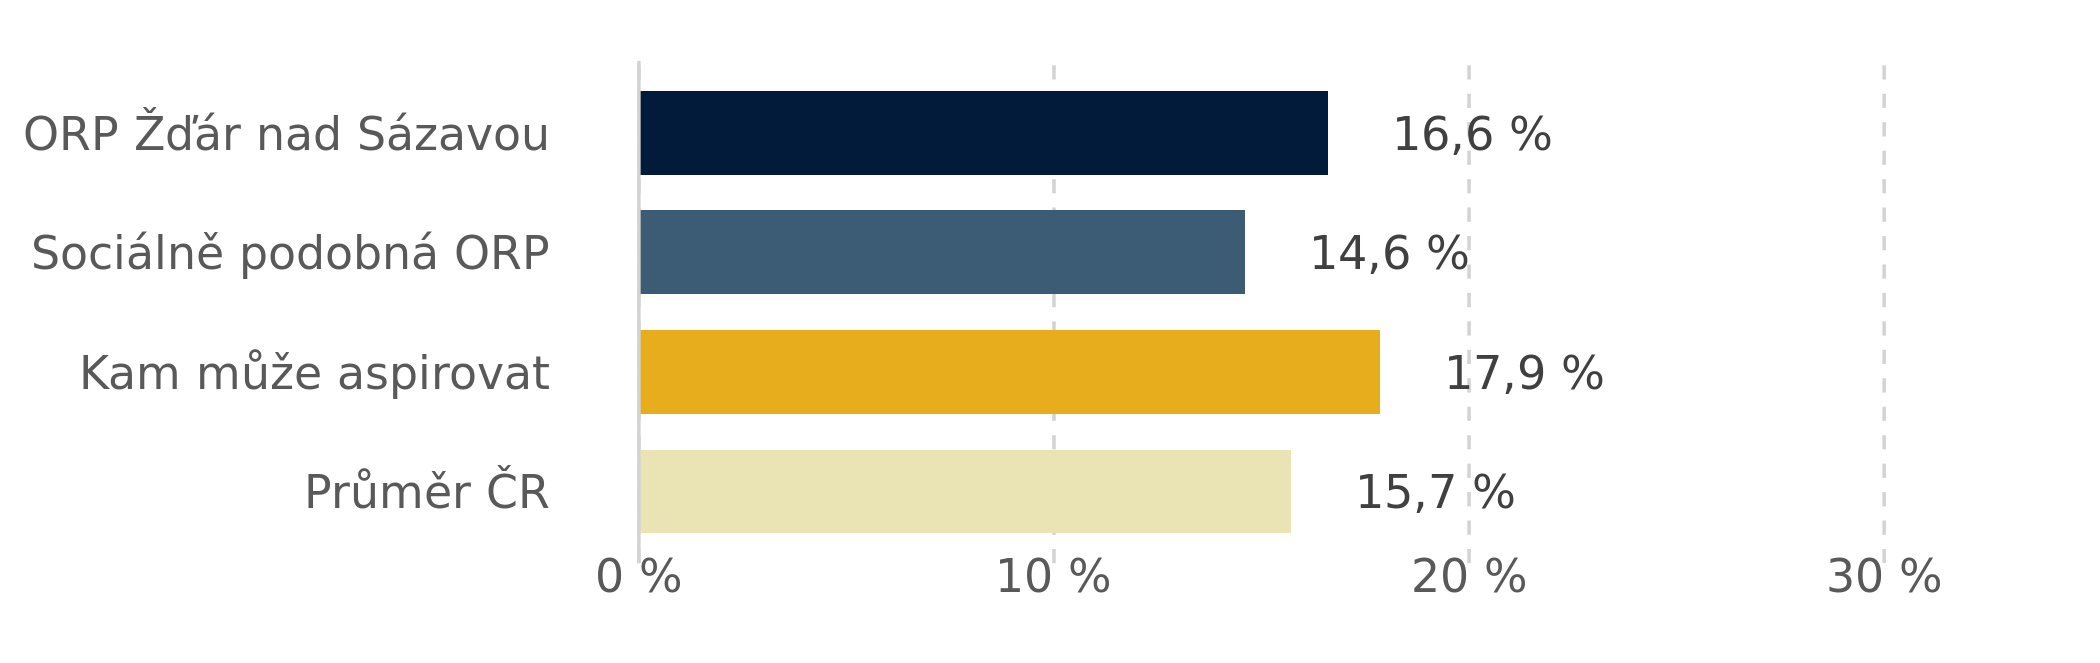 ORP Žďár nad Sázavou 16,6 %
Sociálně podobná ORP 14,6 %
Kam může aspirovat 17,9 %
Průměr ČR 15,7 %
0 % 10 % 20 % 30 %